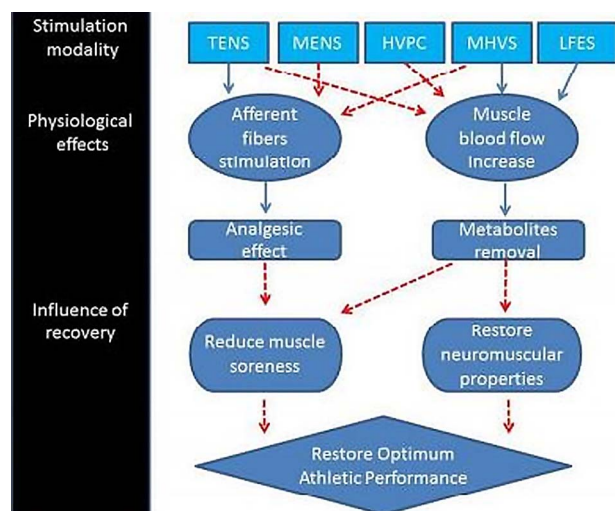 Stimulation
modality
TENS
MENS
HVPC
MHVS
LFES
Physiological
effects
Afferent
fibers
stimulation
Muscle
blood flow
increase
Analgesic
effect
Metabolites
removal
Influence of
recovery
Reduce muscle
soreness
Restore
neuromuscular
properties
Restore Optimum
Athletic Performance